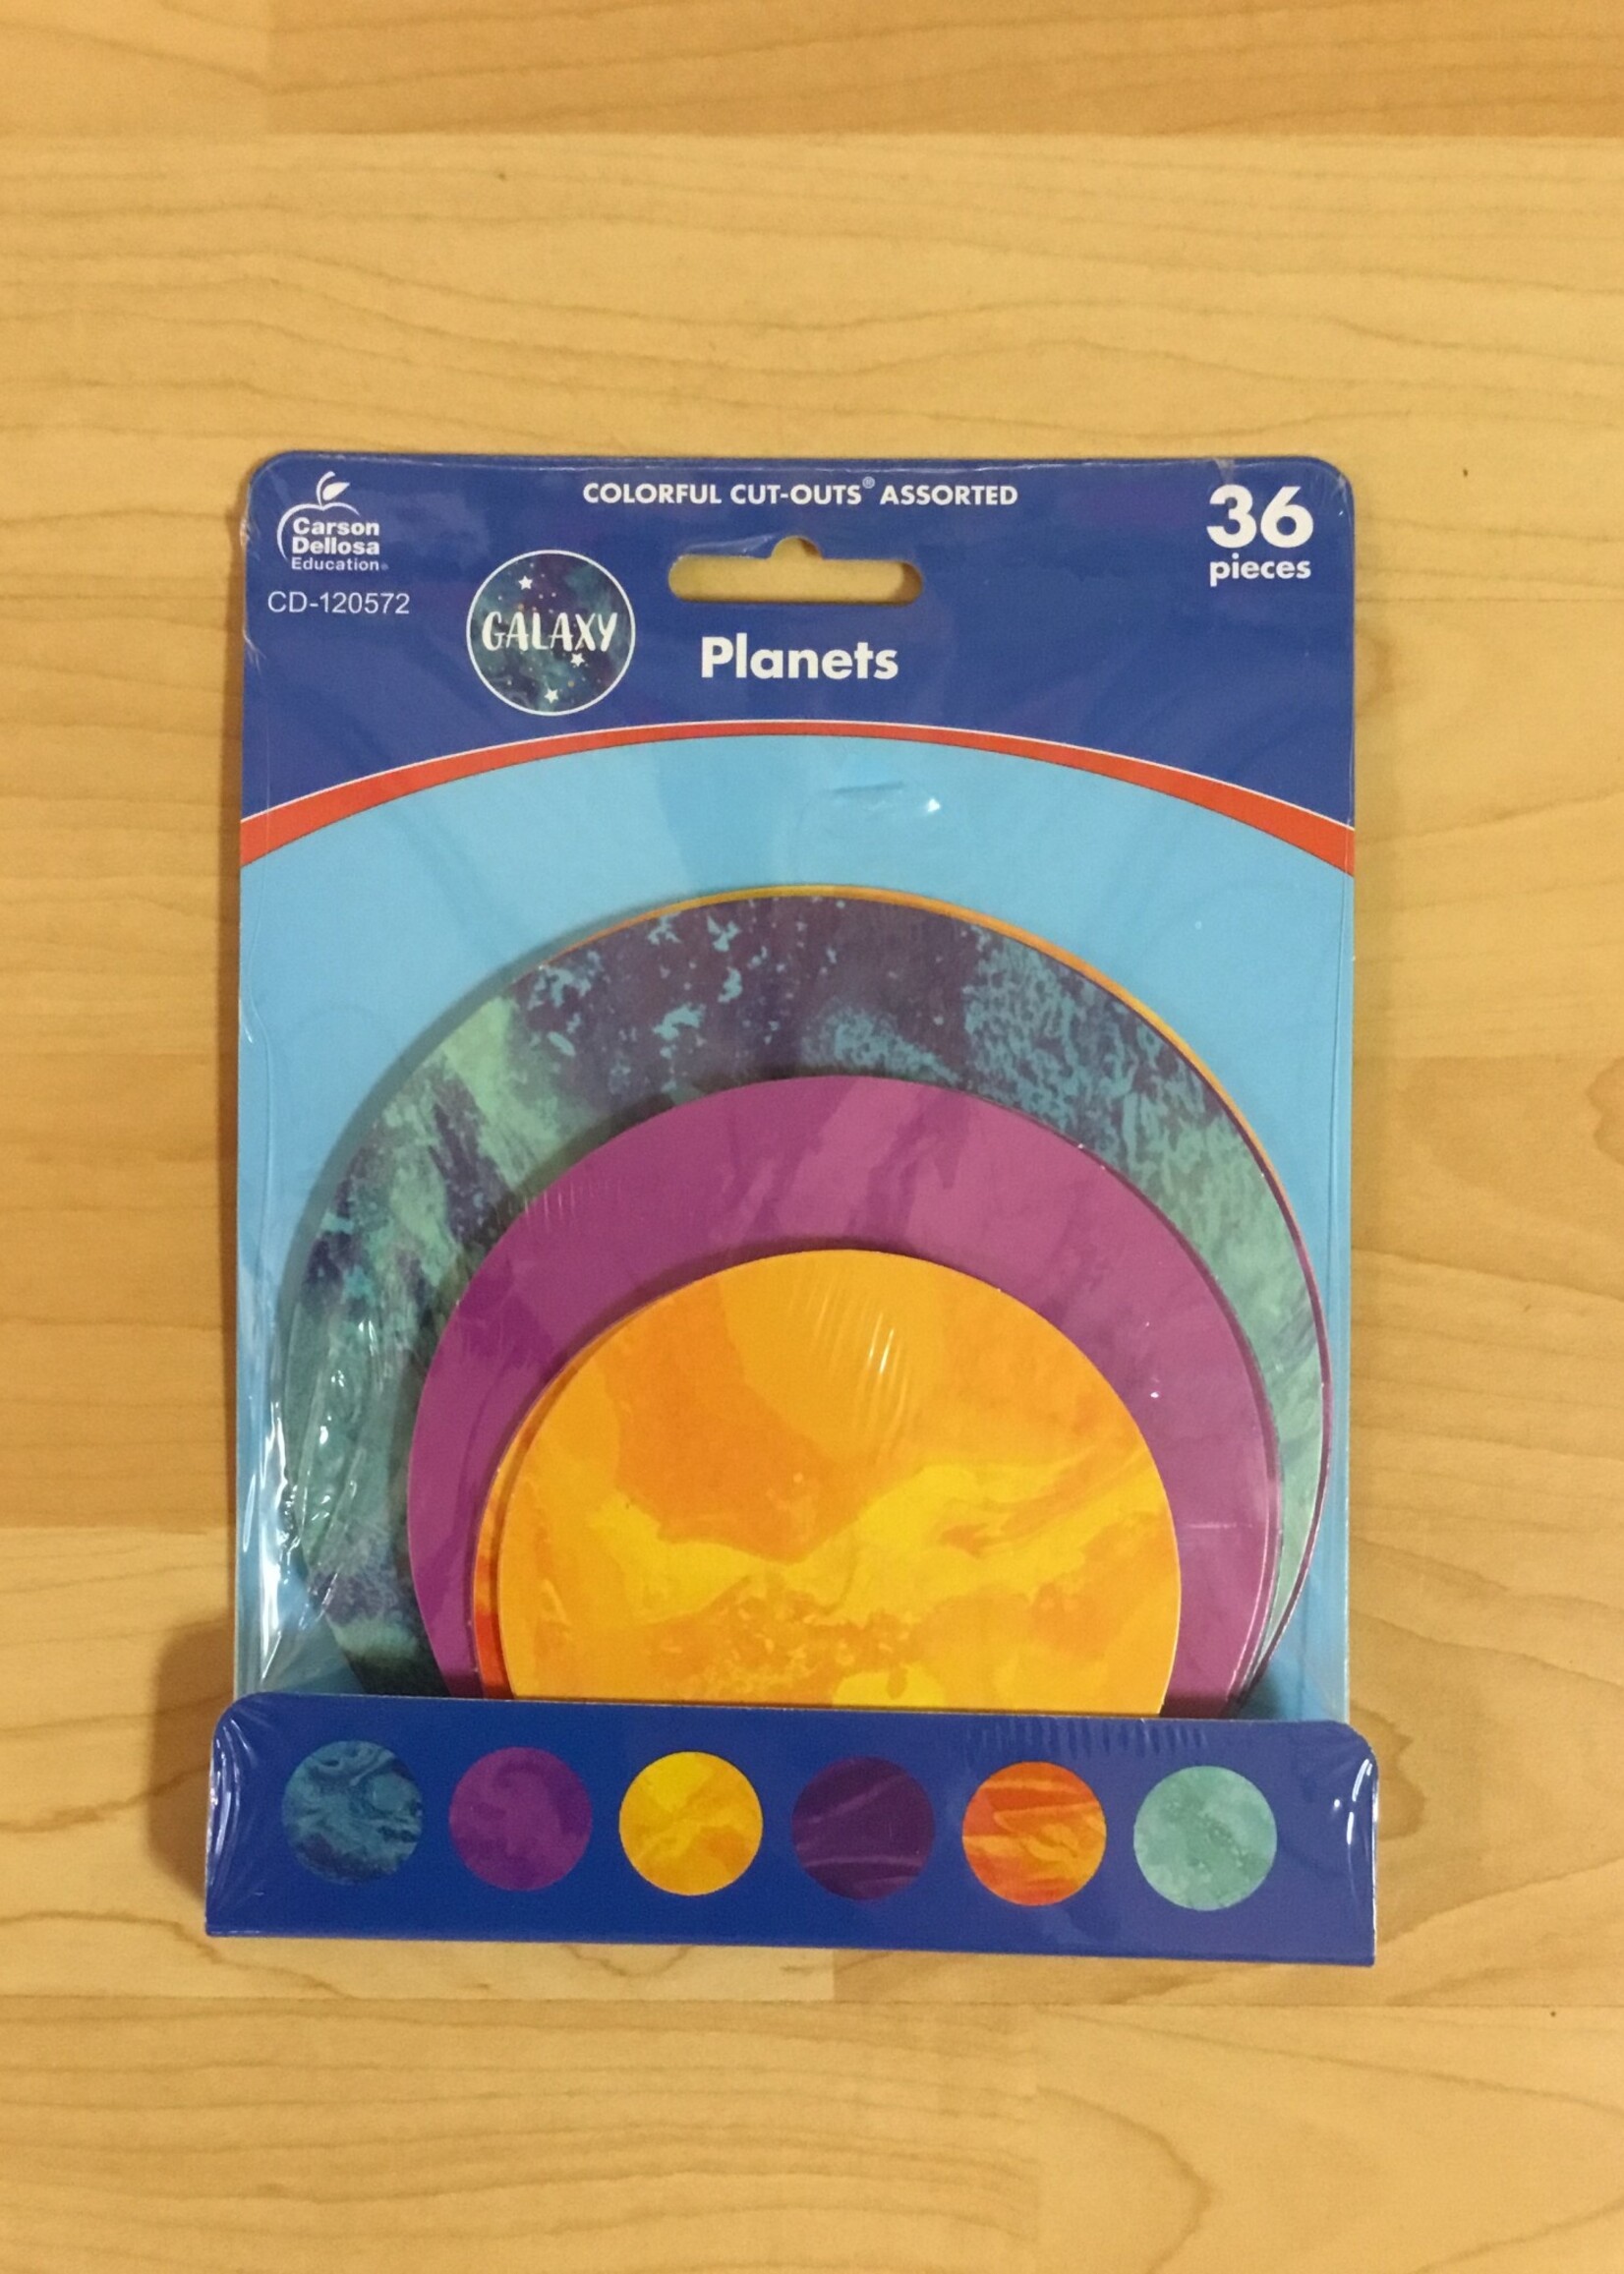 COLORFUL CUT-OUTS® ASSORTED
Carson
Dellosa
Education®
CD-120572
36
pieces
GALAXY
Planets